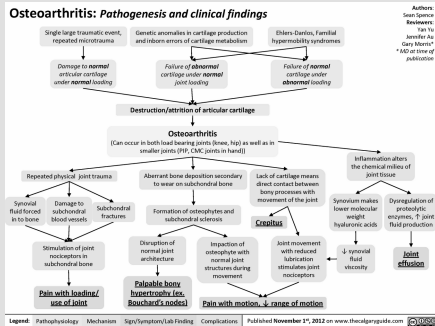 Osteoarthritis: Pathogenesis and clinical findings
Authors:
Sean Spence
Reviewers:
Yan Yu
Jennifer Au
Gary Morris*
* MD at time of
publication
Single large traumatic event,
repeated microtrauma
Genetic anomalies in cartilage production
and inborn errors of cartilage metabolism
Ehlers-Danlos, Familial
hypermobility syndromes
Damage to normal
articular cartilage
under normal loading
Failure of abnormal
cartilage under normal
joint loading
Failure of normal
cartilage under
abnormal loading
Destruction/attrition of articular cartilage
Osteoarthritis
(Can occur in both load bearing joints (knee, hip) as well as in
smaller joints (PIP, CMC joints in hand))
Repeated physical joint trauma
Aberrant bone deposition secondary
to wear on subchondral bone
Lack of cartilage means
direct contact between
bony processes with
movement of the joint
Inflammation alters
the chemical milieu of
joint tissue
Synovial
fluid forced
in to bone
Damage to
subchondral
blood vessels
Subchondral
fractures
Formation of osteophytes and
subchondral sclerosis
Crepitus
Synovium makes
lower molecular
weight
hyaluronic acids
Dysregulation of
proteolytic
enzymes, ↑ joint
fluid production
Stimulation of joint
nociceptors in
subchondral bone
Disruption of
normal joint
architecture
Impaction of
osteophyte with
normal joint
structures during
movement
Joint movement
with reduced
lubrication
stimulates joint
nociceptors
↓ synovial
fluid
viscosity
Joint
effusion
Pain with loading/
use of joint
Palpable bony
hypertrophy (ex.
Bouchard's nodes)
Pain with motion, ↓ range of motion
Legend: Pathophysiology Mechanism Sign/Symptom/Lab Finding Complications Published November 1st, 2012 on www.thecalgaryguide.com